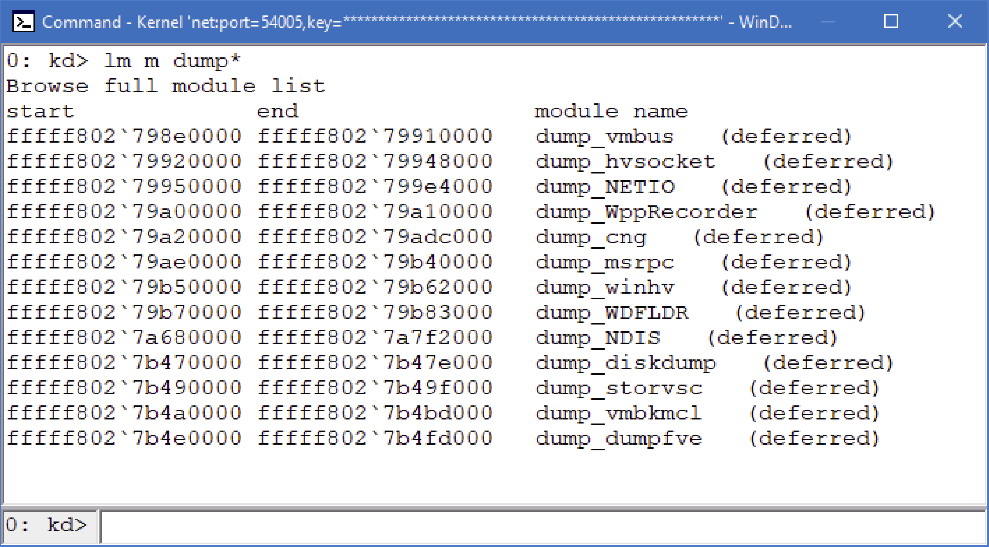 Command - Kernel 'net:port=54005,key=******************************************************' - WinD...
0: kd> lm m dump*
Browse full module list
start end module name
fffff802`798e0000 fffff802`79910000 dump_vmbus (deferred)
fffff802`79920000 fffff802`79948000 dump_hvsocket (deferred)
fffff802`79950000 fffff802`799e4000 dump_NETIO (deferred)
fffff802`79a00000 fffff802`79a10000 dump_WppRecorder (deferred)
fffff802`79a20000 fffff802`79adc000 dump_cng (deferred)
fffff802`79ae0000 fffff802`79b40000 dump_msrpc (deferred)
fffff802`79b50000 fffff802`79b62000 dump_winhv (deferred)
fffff802`79b70000 fffff802`79b83000 dump_WDFLDR (deferred)
fffff802`7a680000 fffff802`7a7f2000 dump_NDIS (deferred)
fffff802`7b470000 fffff802`7b47e000 dump_diskdump (deferred)
fffff802`7b490000 fffff802`7b49f000 dump_storvsc (deferred)
fffff802`7b4a0000 fffff802`7b4bd000 dump_vmbkmcl (deferred)
fffff802`7b4e0000 fffff802`7b4fd000 dump_dumpfve (deferred)
0: kd>